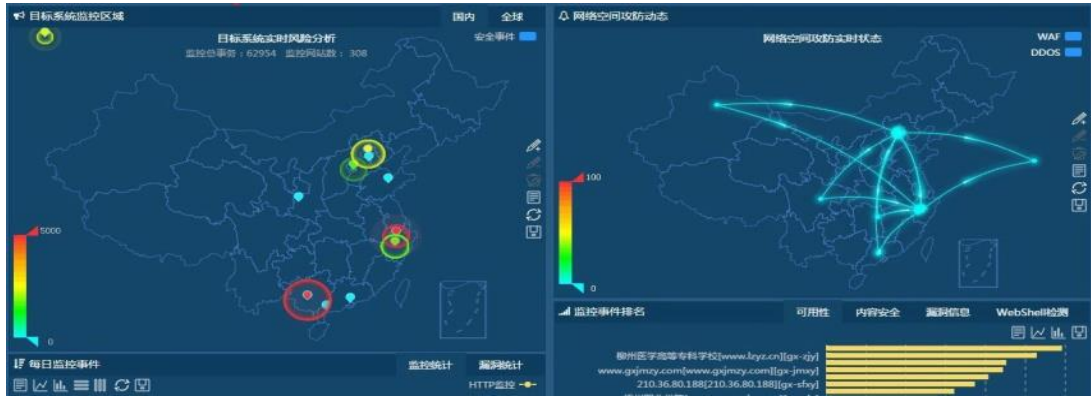 目标系统监控区域
国内 全球
目标系统实时风险分析
监控总事务：62954 监控网站数：308
安全事件
5000
0
每日监控事件
监控统计 漏洞统计
HTTP监控
网络空间攻防动态
网络空间攻防实时状态
WAF
DDOS
100
0
监控事件排名
可用性 内容安全 漏洞信息 WebShell检测
柳州医学高等专科学校[www.lzyz.cn][gx-zjy]
www.gxjmzy.com[www.gxjmzy.com][gx-jmxy]
210.36.80.188[210.36.80.188][gx-sfxy]